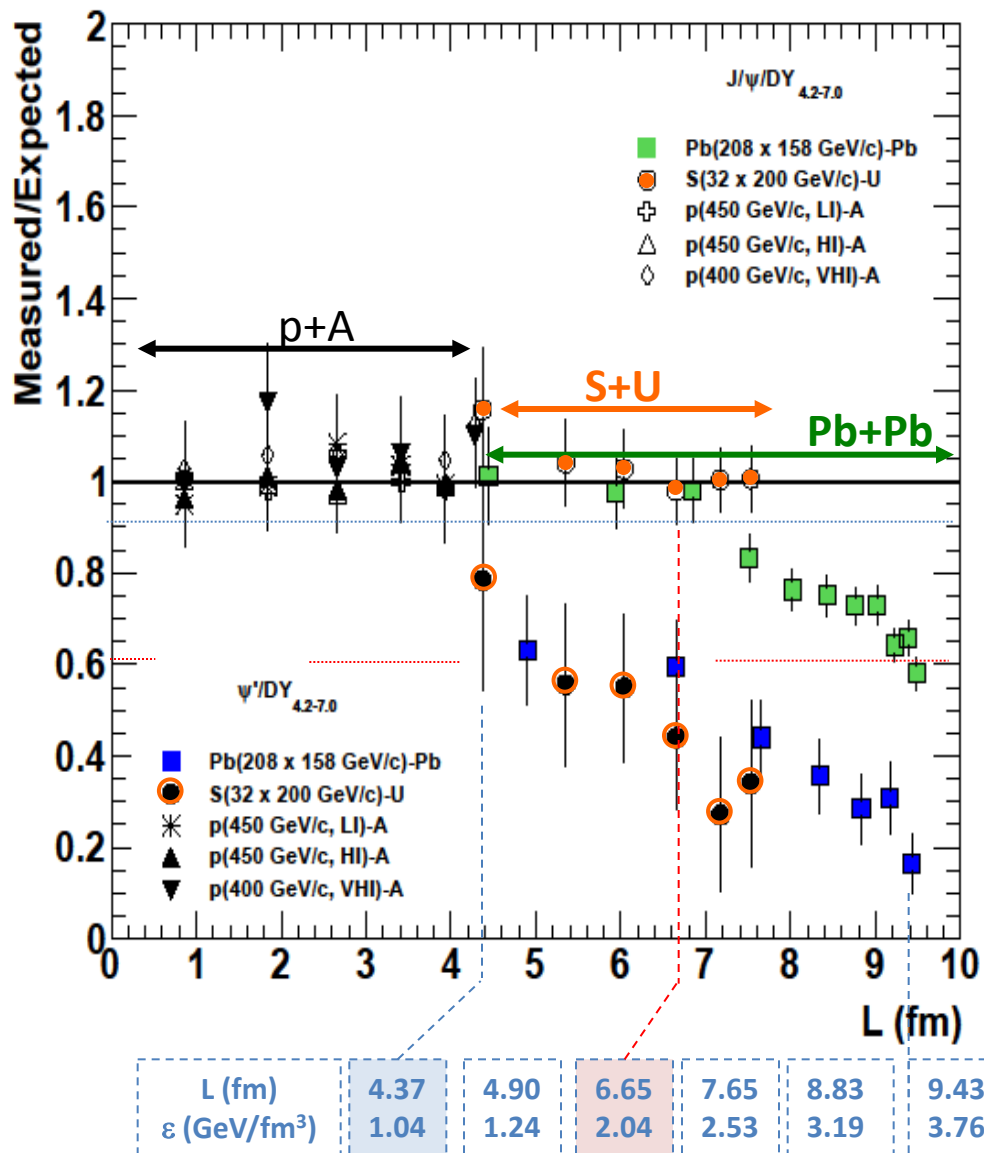 Measured/Expected
2
1.8
1.6
1.4
1.2
1
0.8
0.6
0.4
0.2
0
J/ψ/DY 4.2-7.0
Pb(208 x 158 GeV/c)-Pb
S(32 x 200 GeV/c)-U
p(450 GeV/c, LI)-A
p(450 GeV/c, HI)-A
p(400 GeV/c, VHI)-A
p+A
S+U
Pb+Pb
ψ'/DY 4.2-7.0
Pb(208 x 158 GeV/c)-Pb
S(32 x 200 GeV/c)-U
p(450 GeV/c, LI)-A
p(450 GeV/c, HI)-A
p(400 GeV/c, VHI)-A
0 1 2 3 4 5 6 7 8 9 10
L (fm)
L (fm) 4.37 4.90 6.65 7.65 8.83 9.43
ε (GeV/fm³) 1.04 1.24 2.04 2.53 3.19 3.76